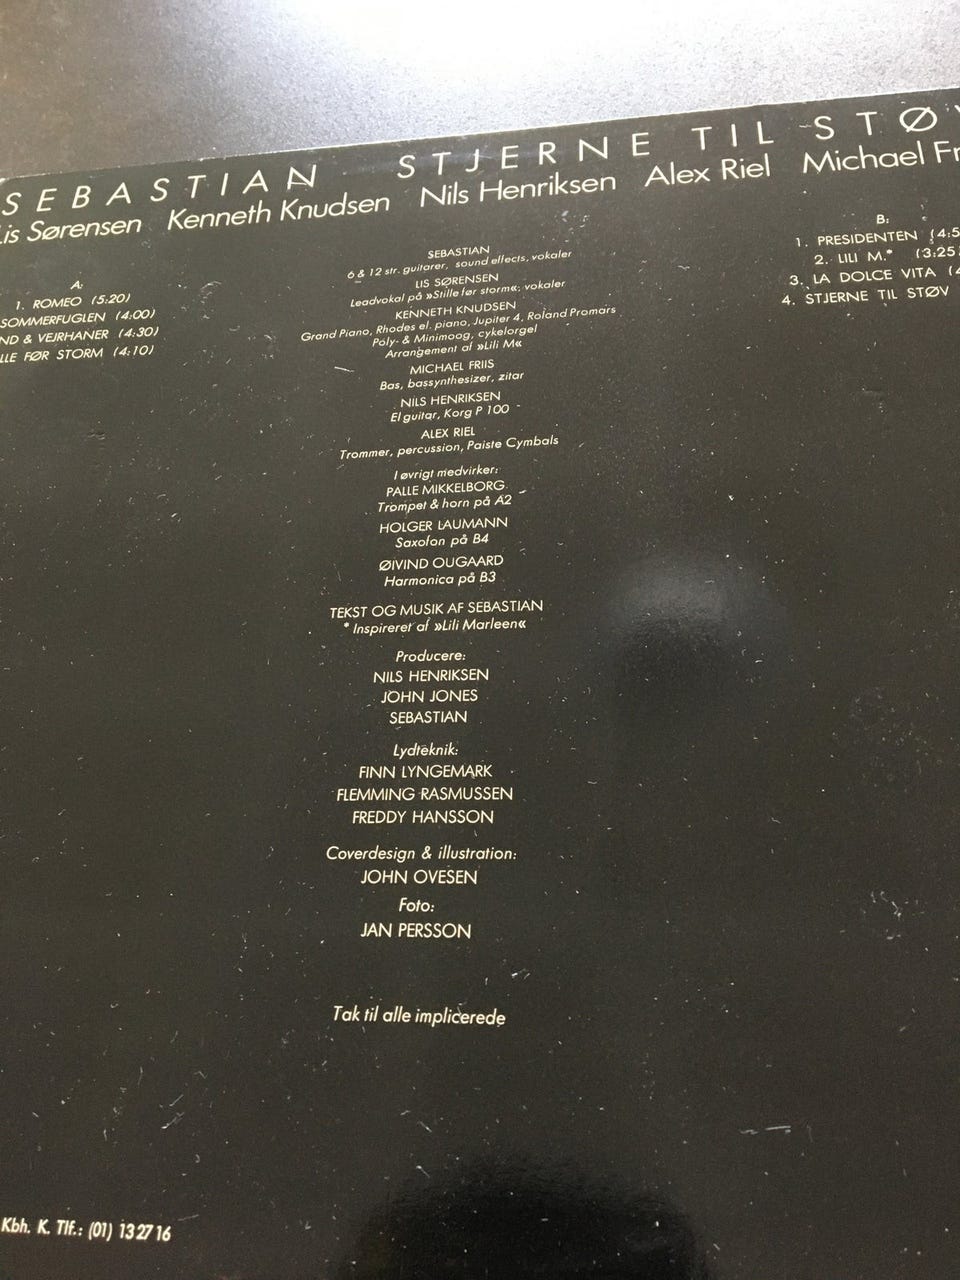 SEBASTIAN STJERNE TIL STØV
Lis Sørensen Kenneth Knudsen Nils Henriksen Alex Riel Michael Fr
A:
1. ROMEO (5:20)
SOMMERFUGLEN (4:00)
ND & VEJRHANER (4:30)
LLE FØR STORM (4:10)
SEBASTIAN
6 & 12 str. guitarer, sound effects, vokaler
LIS SØRENSEN
Leadvokal på »Stille før storm«, vokaler
KENNETH KNUDSEN
Grand Piano, Rhodes el. piano, Jupiter 4, Roland Promars
Poly- & Minimoog, cykelorgel
Arrangement af »Lili M«
MICHAEL FRIIS
Bas, bassynthesizer, zitar
NILS HENRIKSEN
El guitar, Korg P 100
ALEX RIEL
Trommer, percussion, Paiste Cymbals
I øvrigt medvirker:
PALLE MIKKELBORG
Trompet & horn på A2
HOLGER LAUMANN
Saxofon på B4
ØIVIND OUGAARD
Harmonica på B3
TEKST OG MUSIK AF SEBASTIAN
* Inspireret af »Lili Marleen«
Producere:
NILS HENRIKSEN
JOHN JONES
SEBASTIAN
Lydteknik:
FINN LYNGEMARK
FLEMMING RASMUSSEN
FREDDY HANSSON
Coverdesign & illustration:
JOHN OVESEN
Foto:
JAN PERSSON
Tak til alle implicerede
B:
1. PRESIDENTEN (4:5
2. LILI M.* (3:25)
3. LA DOLCE VITA (4
4. STJERNE TIL STØV
Kbh. K. Tlf.: (01) 13 27 16